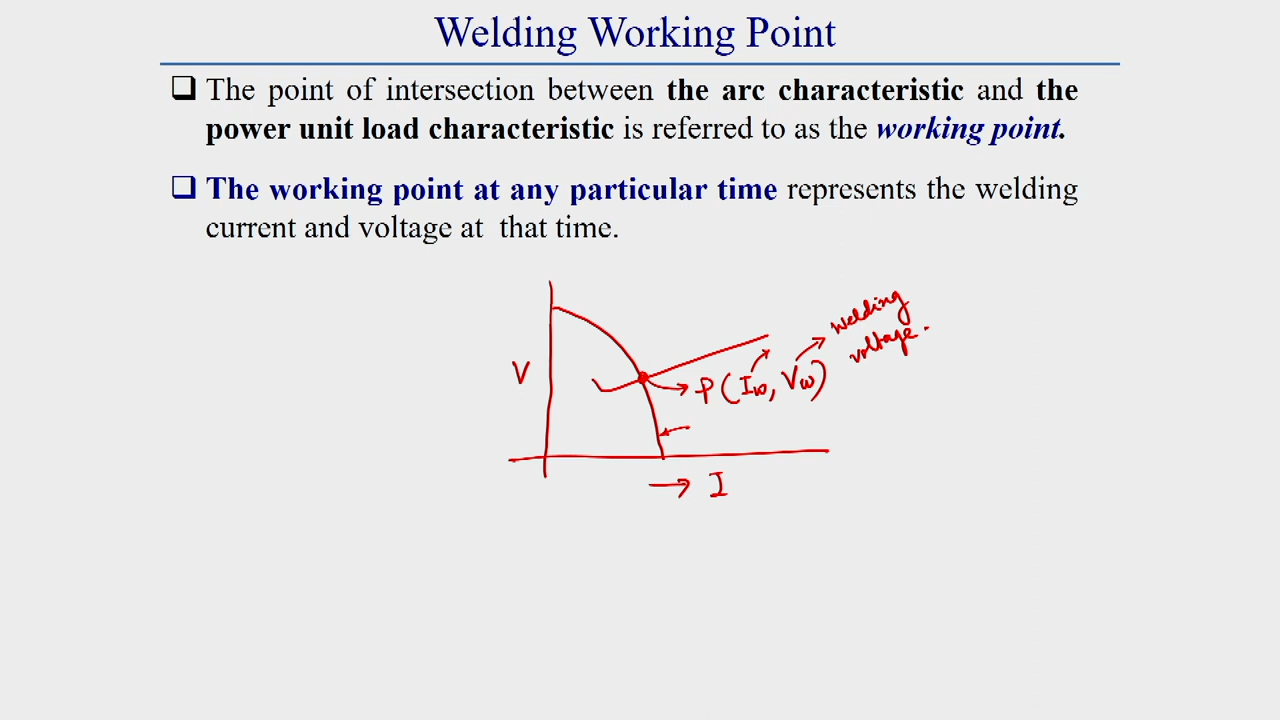 Welding Working Point
The point of intersection between the arc characteristic and the
power unit load characteristic is referred to as the working point.
The working point at any particular time represents the welding
current and voltage at that time.
welding
voltage.
V
P (Iw, Vw)
→ I